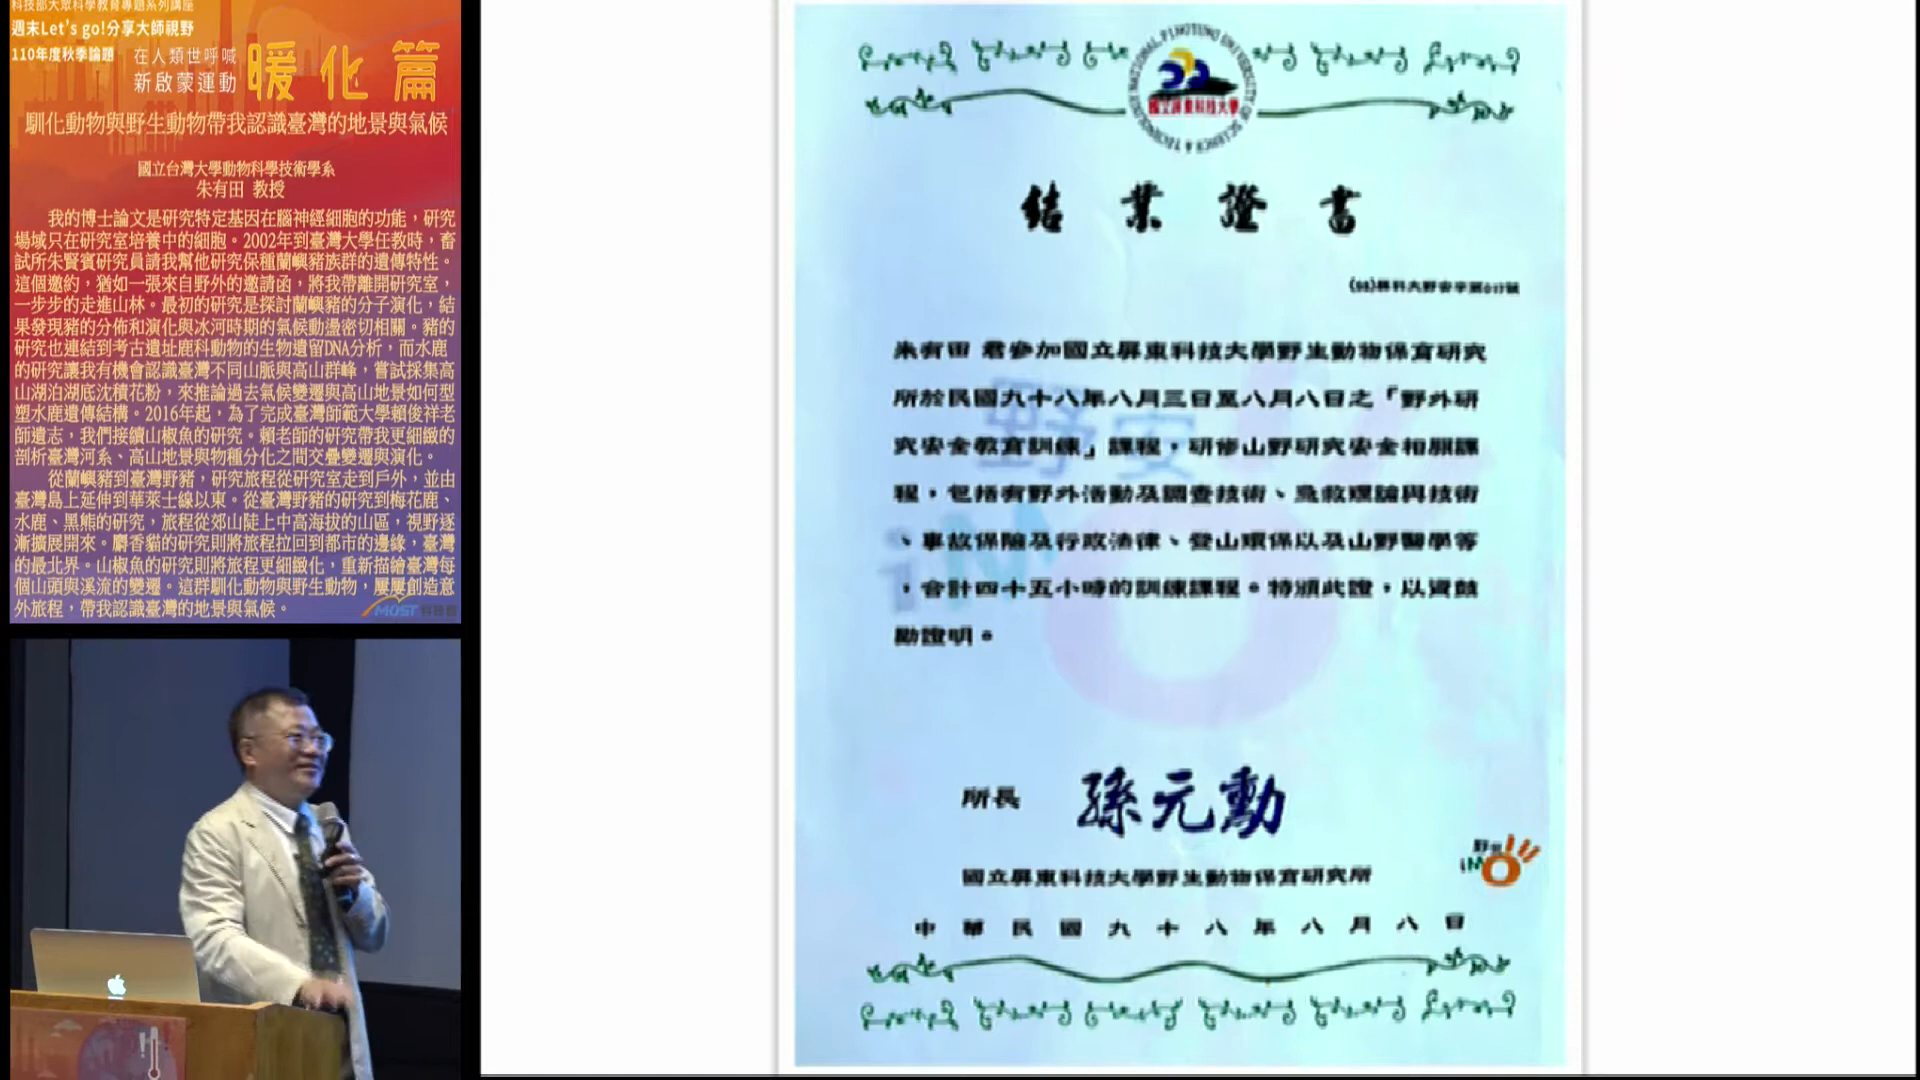 科技部大眾科學教育專題系列講座
週末Let's go!分享大師視野
110年度秋季論題
在人類世呼喊
新啟蒙運動
暖化篇
馴化動物與野生動物帶我認識臺灣的地景與氣候
國立台灣大學動物科學技術學系
朱有田 教授
我的博士論文是研究特定基因在腦神經細胞的功能，研究
場域只在研究室培養中的細胞。2002年到臺灣大學任教時，畜
試所朱賢賓研究員請我幫他研究保種蘭嶼豬族群的遺傳特性。
這個邀約，猶如一張來自野外的邀請函，將我帶離開研究室，
一步步的走進山林。最初的研究是探討蘭嶼豬的分子演化，結
果發現豬的分佈和演化與冰河時期的氣候動盪密切相關。豬的
研究也連結到考古遺址鹿科動物的生物遺留DNA分析，而水鹿
的研究讓我有機會認識臺灣不同山脈與高山群峰，嘗試採集高
山湖泊湖底沈積花粉，來推論過去氣候變遷與高山地景如何型
塑水鹿遺傳結構。2016年起，為了完成臺灣師範大學賴俊祥老
師遺志，我們接續山椒魚的研究。賴老師的研究帶我更細緻的
剖析臺灣河系、高山地景與物種分化之間交疊變遷與演化。
從蘭嶼豬到臺灣野豬，研究旅程從研究室走到戶外，並由
臺灣島上延伸到華萊士線以東。從臺灣野豬的研究到梅花鹿、
水鹿、黑熊的研究，旅程從郊山陡上中高海拔的山區，視野逐
漸擴展開來。麝香貓的研究則將旅程拉回到都市的邊緣，臺灣
的最北界。山椒魚的研究則將旅程更細緻化，重新描繪臺灣每
個山頭與溪流的變遷。這群馴化動物與野生動物，屢屢創造意
外旅程，帶我認識臺灣的地景與氣候。
MOST 科技部
NATIONAL PINGTUNG UNIVERSITY OF SCIENCE & TECHNOLOGY
國立屏東科技大學
結業證書
朱有田 君參加國立屏東科技大學野生動物保育研究
所於民國九十八年八月三日至八月八日之「野外研
究安全教育訓練」課程，研修山野研究安全相關課
程，包括有野外活動及調查技術、急救理論與技術
、事故保險及行政法律、登山環保以及山野醫學等
，合計四十五小時的訓練課程。特頒此證，以資鼓
勵證明。
野安
所長 孫元勳
國立屏東科技大學野生動物保育研究所
中華民國九十八年八月八日